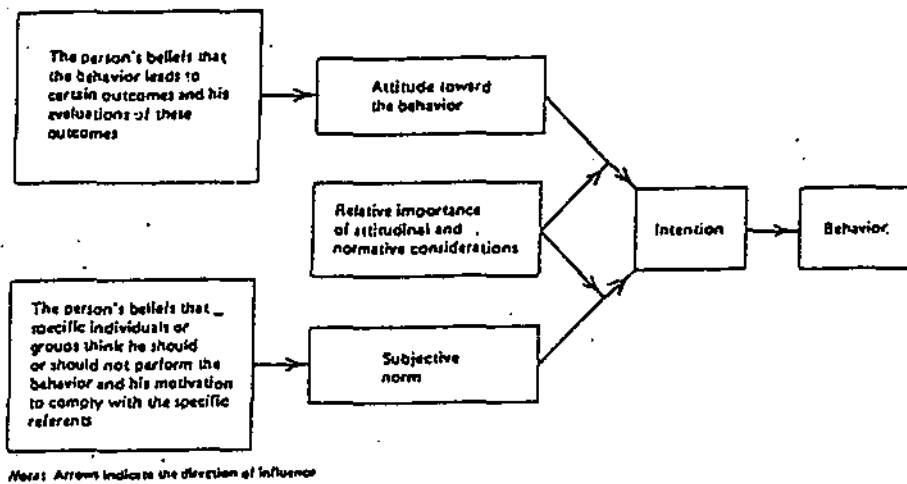 The person's beliefs that
the behavior leads to
certain outcomes and his
evaluations of these
outcomes
Attitude toward
the behavior
Relative importance
of attitudinal and
normative considerations
Intention
Behavior
The person's beliefs that
specific individuals or
groups think he should
or should not perform the
behavior and his motivation
to comply with the specific
referents
Subjective
norm
Note: Arrows indicate the direction of influence